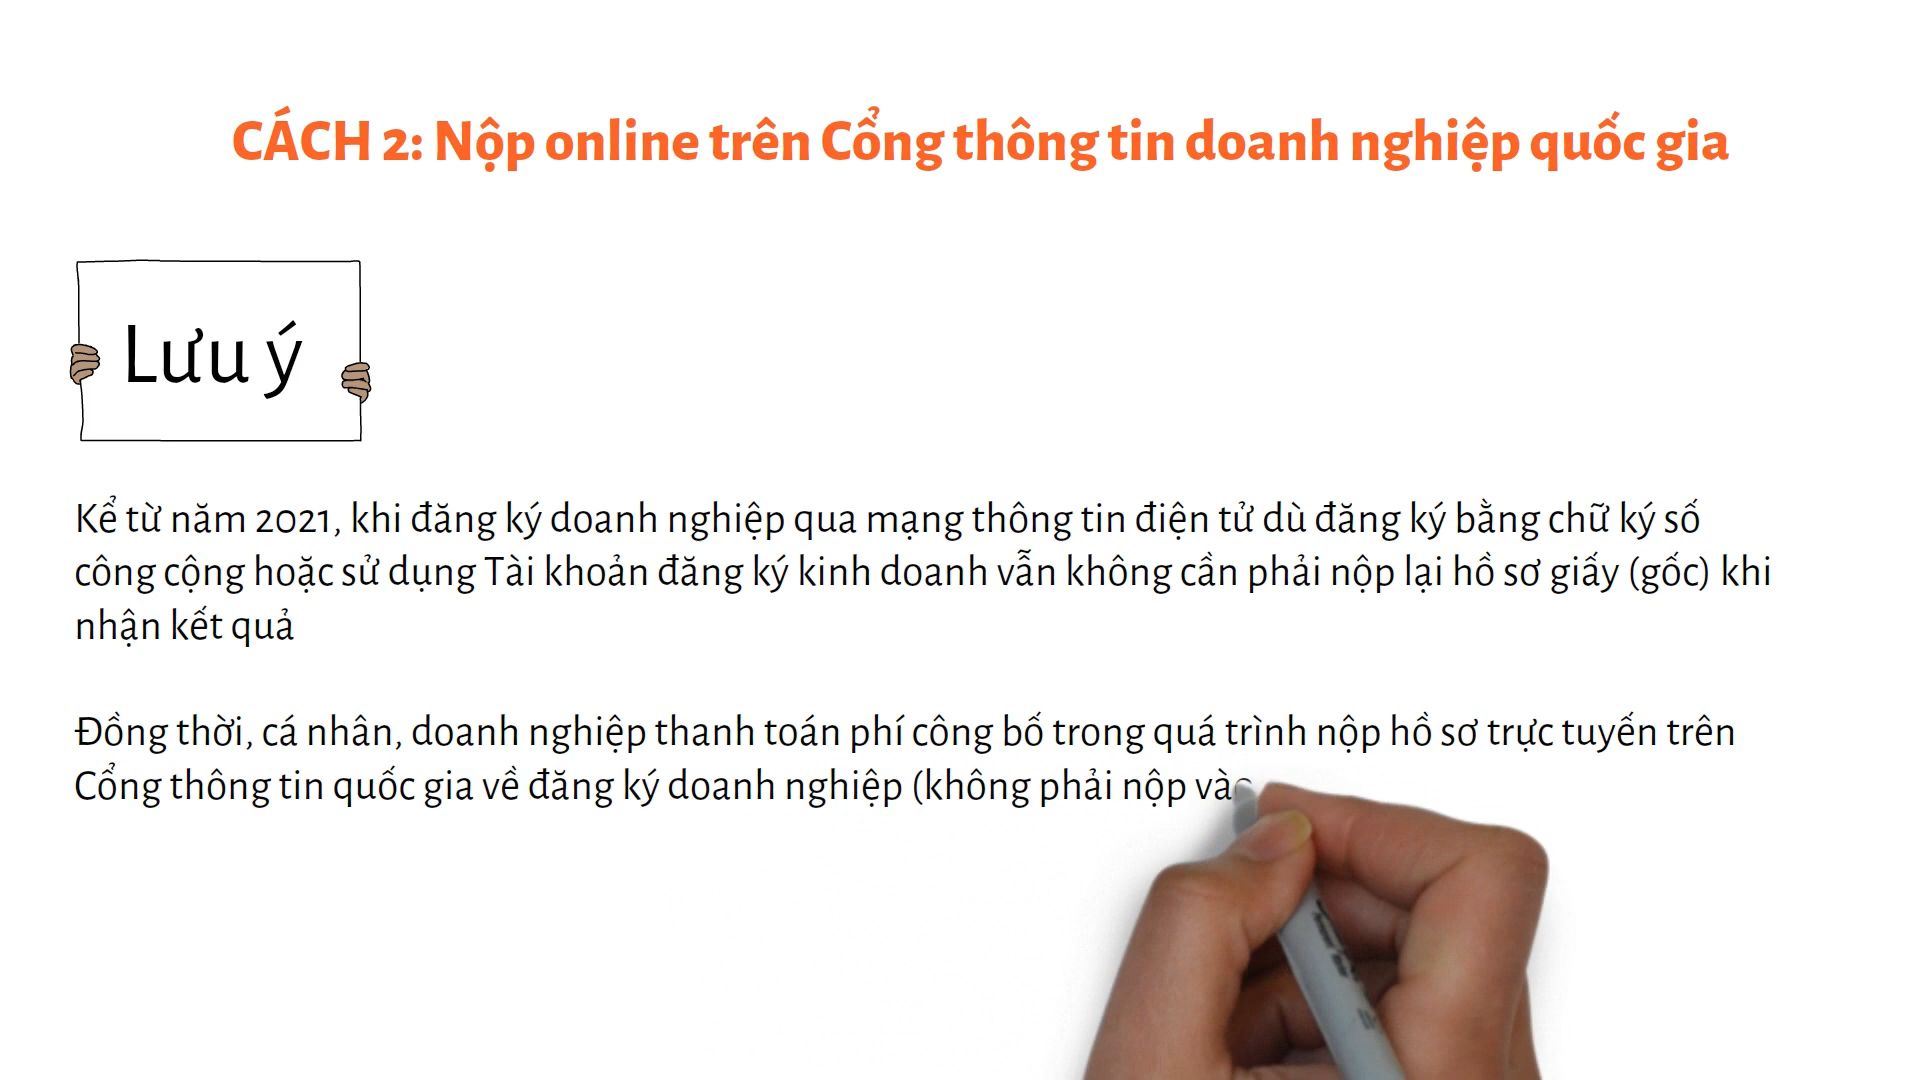 CÁCH 2: Nộp online trên Cổng thông tin doanh nghiệp quốc gia
Lưu ý
Kể từ năm 2021, khi đăng ký doanh nghiệp qua mạng thông tin điện tử dù đăng ký bằng chữ ký số
công cộng hoặc sử dụng Tài khoản đăng ký kinh doanh vẫn không cần phải nộp lại hồ sơ giấy (gốc) khi
nhận kết quả
Đồng thời, cá nhân, doanh nghiệp thanh toán phí công bố trong quá trình nộp hồ sơ trực tuyến trên
Cổng thông tin quốc gia về đăng ký doanh nghiệp (không phải nộp